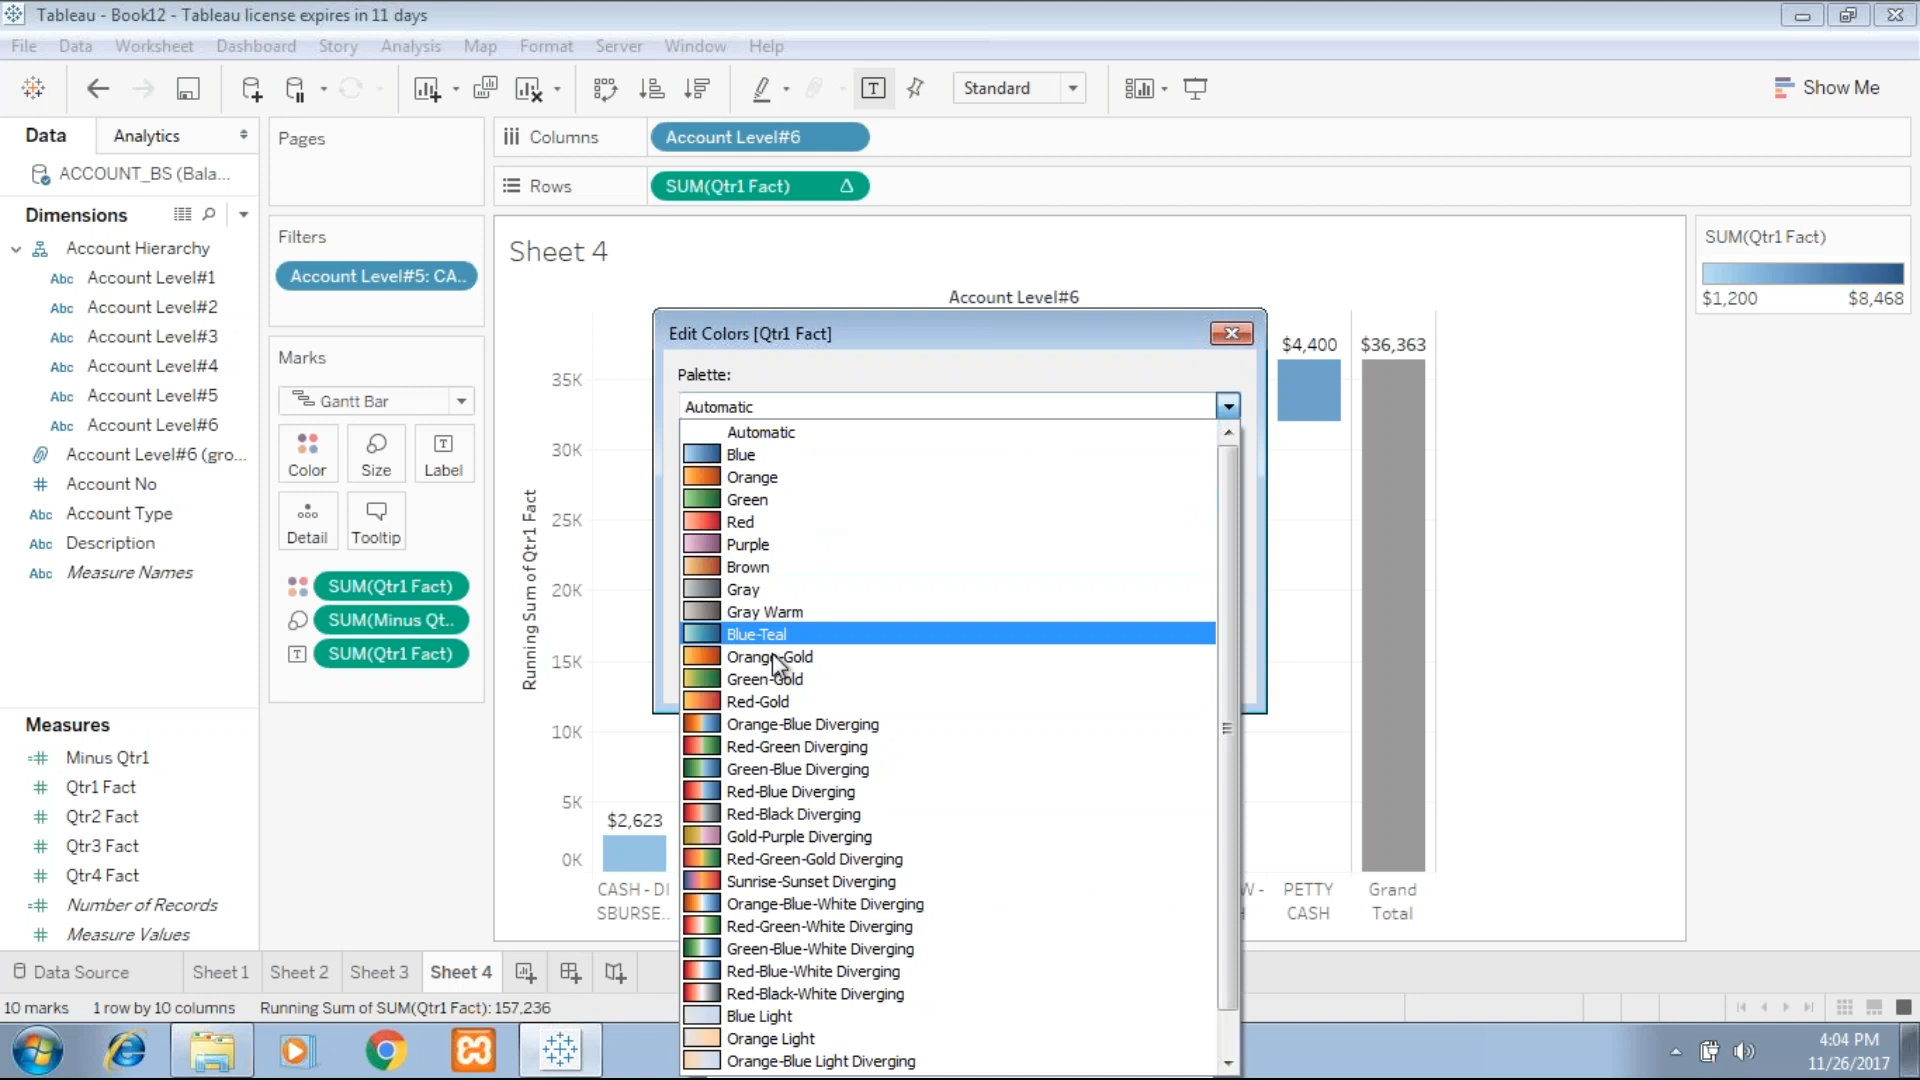 Tableau - Book12 - Tableau license expires in 11 days
File Data Worksheet Dashboard Story Analysis Map Format Server Window Help
Standard
Show Me
Data
Analytics
ACCOUNT_BS (Bala...
Dimensions
Account Hierarchy
Abc Account Level#1
Abc Account Level#2
Abc Account Level#3
Abc Account Level#4
Abc Account Level#5
Abc Account Level#6
Account Level#6 (gro...
# Account No
Abc Account Type
Abc Description
Abc Measure Names
Measures
=# Minus Qtr1
# Qtr1 Fact
# Qtr2 Fact
# Qtr3 Fact
# Qtr4 Fact
=# Number of Records
# Measure Values
Pages
Filters
Account Level#5: CA..
Marks
Gantt Bar
Color
Size
Label
Detail
Tooltip
SUM(Qtr1 Fact)
SUM(Minus Qt..
SUM(Qtr1 Fact)
Columns
Account Level#6
Rows
SUM(Qtr1 Fact) Δ
Sheet 4
Account Level#6
Running Sum of Qtr1 Fact
35K
30K
25K
20K
15K
10K
5K
0K
$2,623
$4,400
$36,363
CASH - DI
SBURSE..
W -
PETTY
CASH
Grand
Total
Edit Colors [Qtr1 Fact]
Palette:
Automatic
Automatic
Blue
Orange
Green
Red
Purple
Brown
Gray
Gray Warm
Blue-Teal
Orange-Gold
Green-Gold
Red-Gold
Orange-Blue Diverging
Red-Green Diverging
Green-Blue Diverging
Red-Blue Diverging
Red-Black Diverging
Gold-Purple Diverging
Red-Green-Gold Diverging
Sunrise-Sunset Diverging
Orange-Blue-White Diverging
Red-Green-White Diverging
Green-Blue-White Diverging
Red-Blue-White Diverging
Red-Black-White Diverging
Blue Light
Orange Light
Orange-Blue Light Diverging
SUM(Qtr1 Fact)
$1,200 $8,468
Data Source
Sheet 1
Sheet 2
Sheet 3
Sheet 4
10 marks 1 row by 10 columns Running Sum of SUM(Qtr1 Fact): 157,236
4:04 PM
11/26/2017